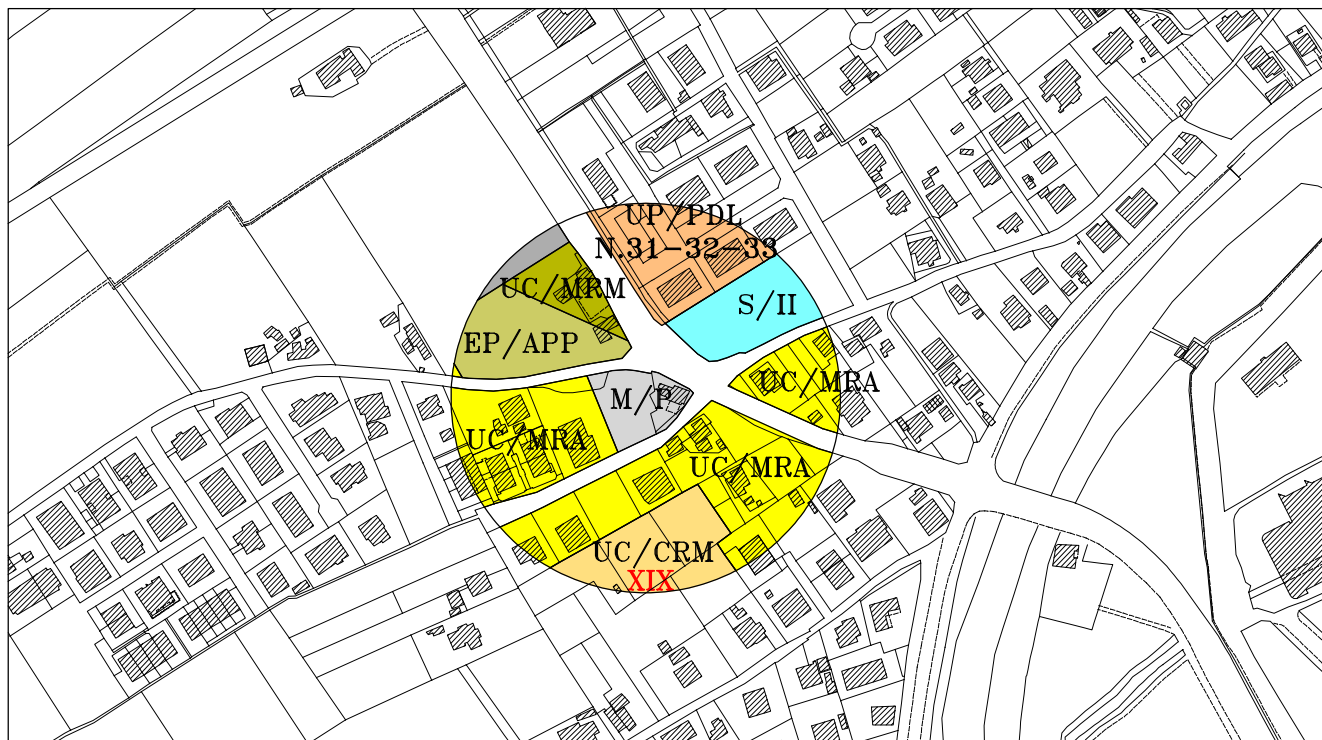 UP/PDL
N.31-32-33
UC/MRM
S/II
EP/APP
UC/MRA
M/P
UC/MRA
UC/MRA
UC/CRM
XIX